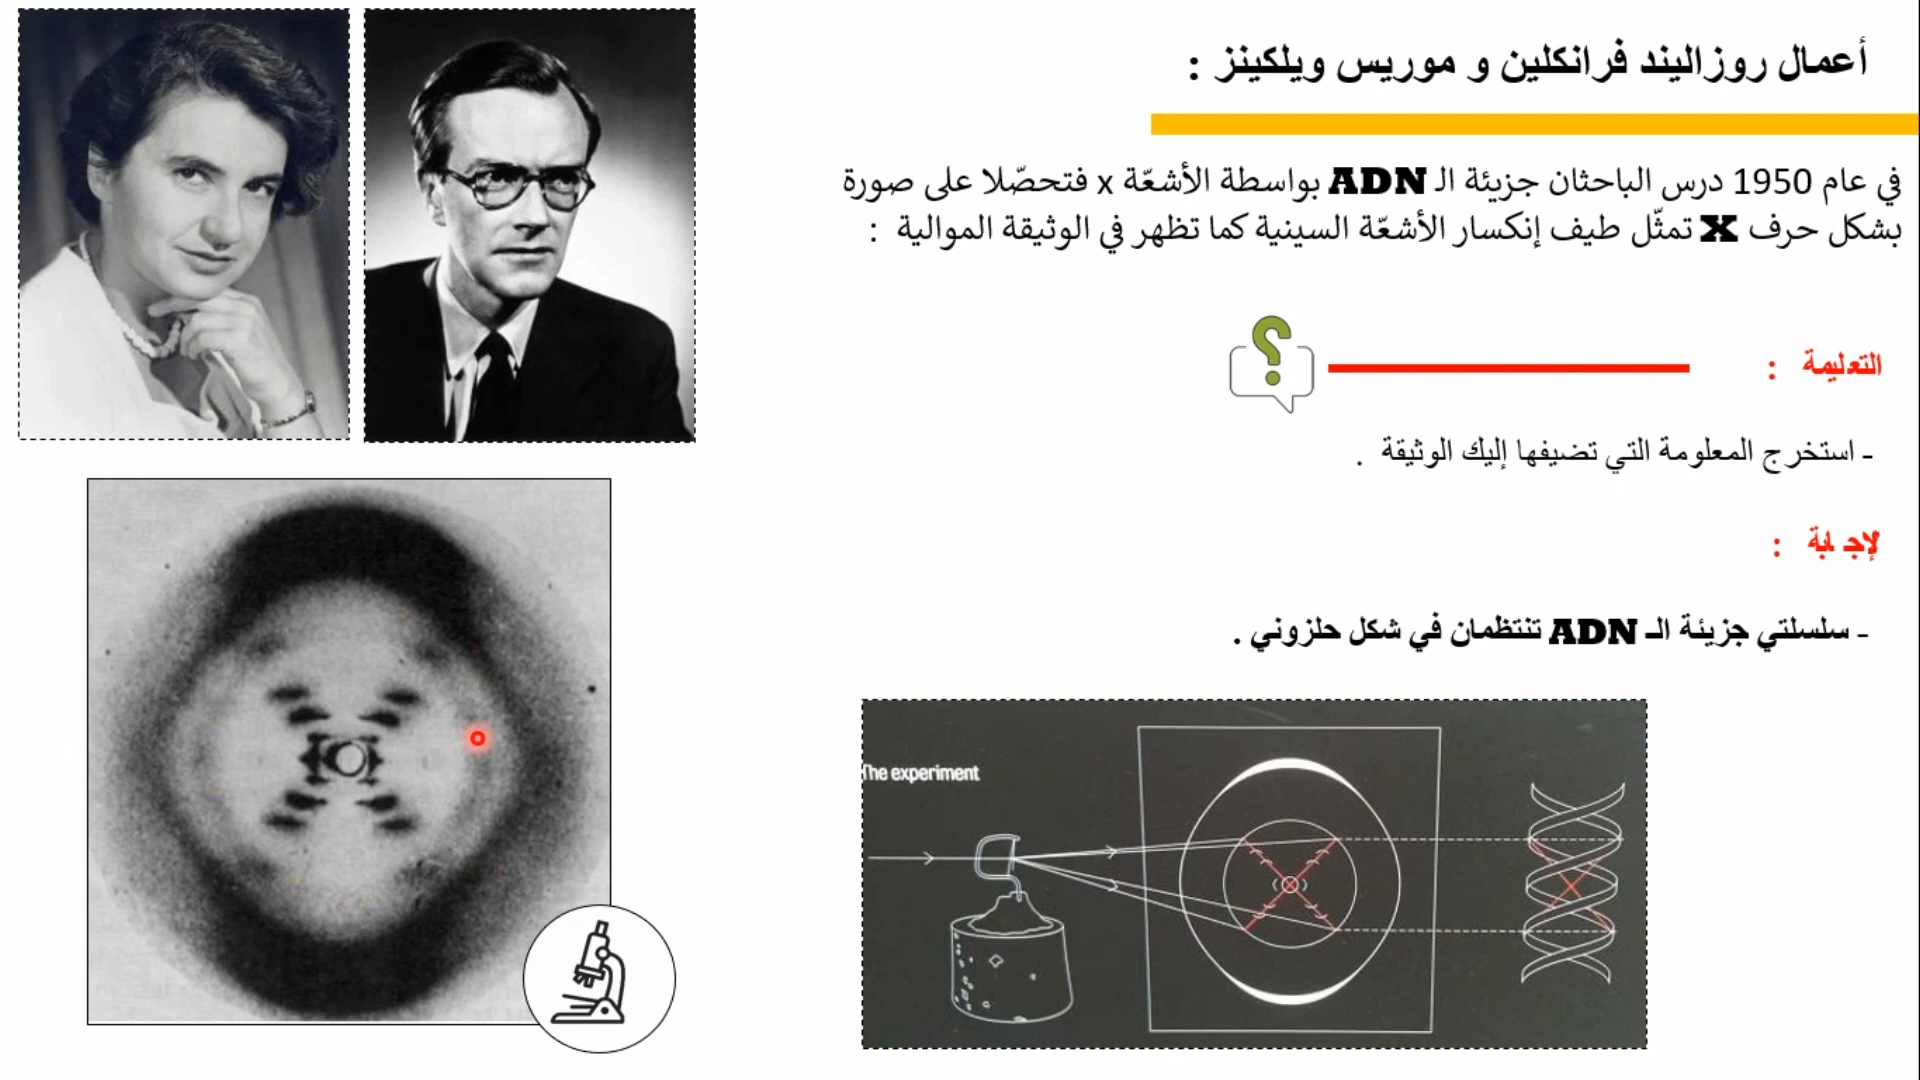 أعمال روزاليند فرانكلين و موريس ويلكينز :
في عام 1950 درس الباحثان جزيئة الـ ADN بواسطة الأشعّة x فتحصّلا على صورة
بشكل حرف X تمثّل طيف إنكسار الأشعّة السينية كما تظهر في الوثيقة الموالية :
التعليمة :
- استخرج المعلومة التي تضيفها إليك الوثيقة .
لإجابة :
- سلسلتي جزيئة الـ ADN تنتظمان في شكل حلزوني .
The experiment